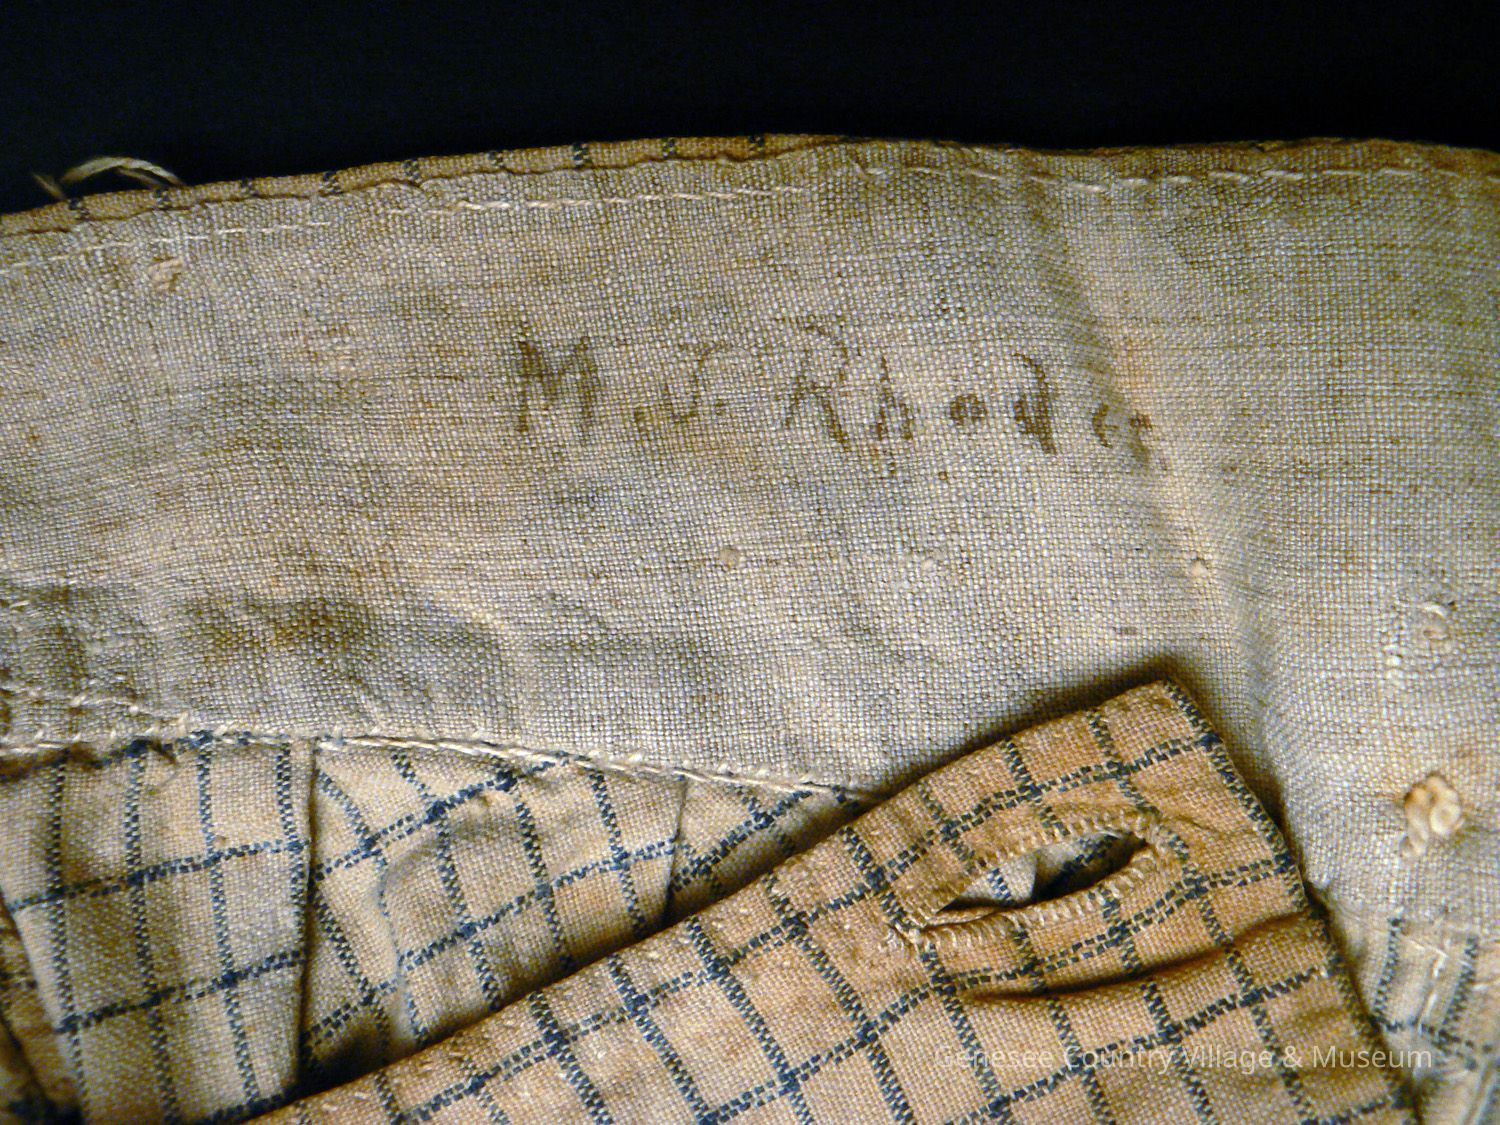 M. J. Rhodes
Genesee Country Village & Museum